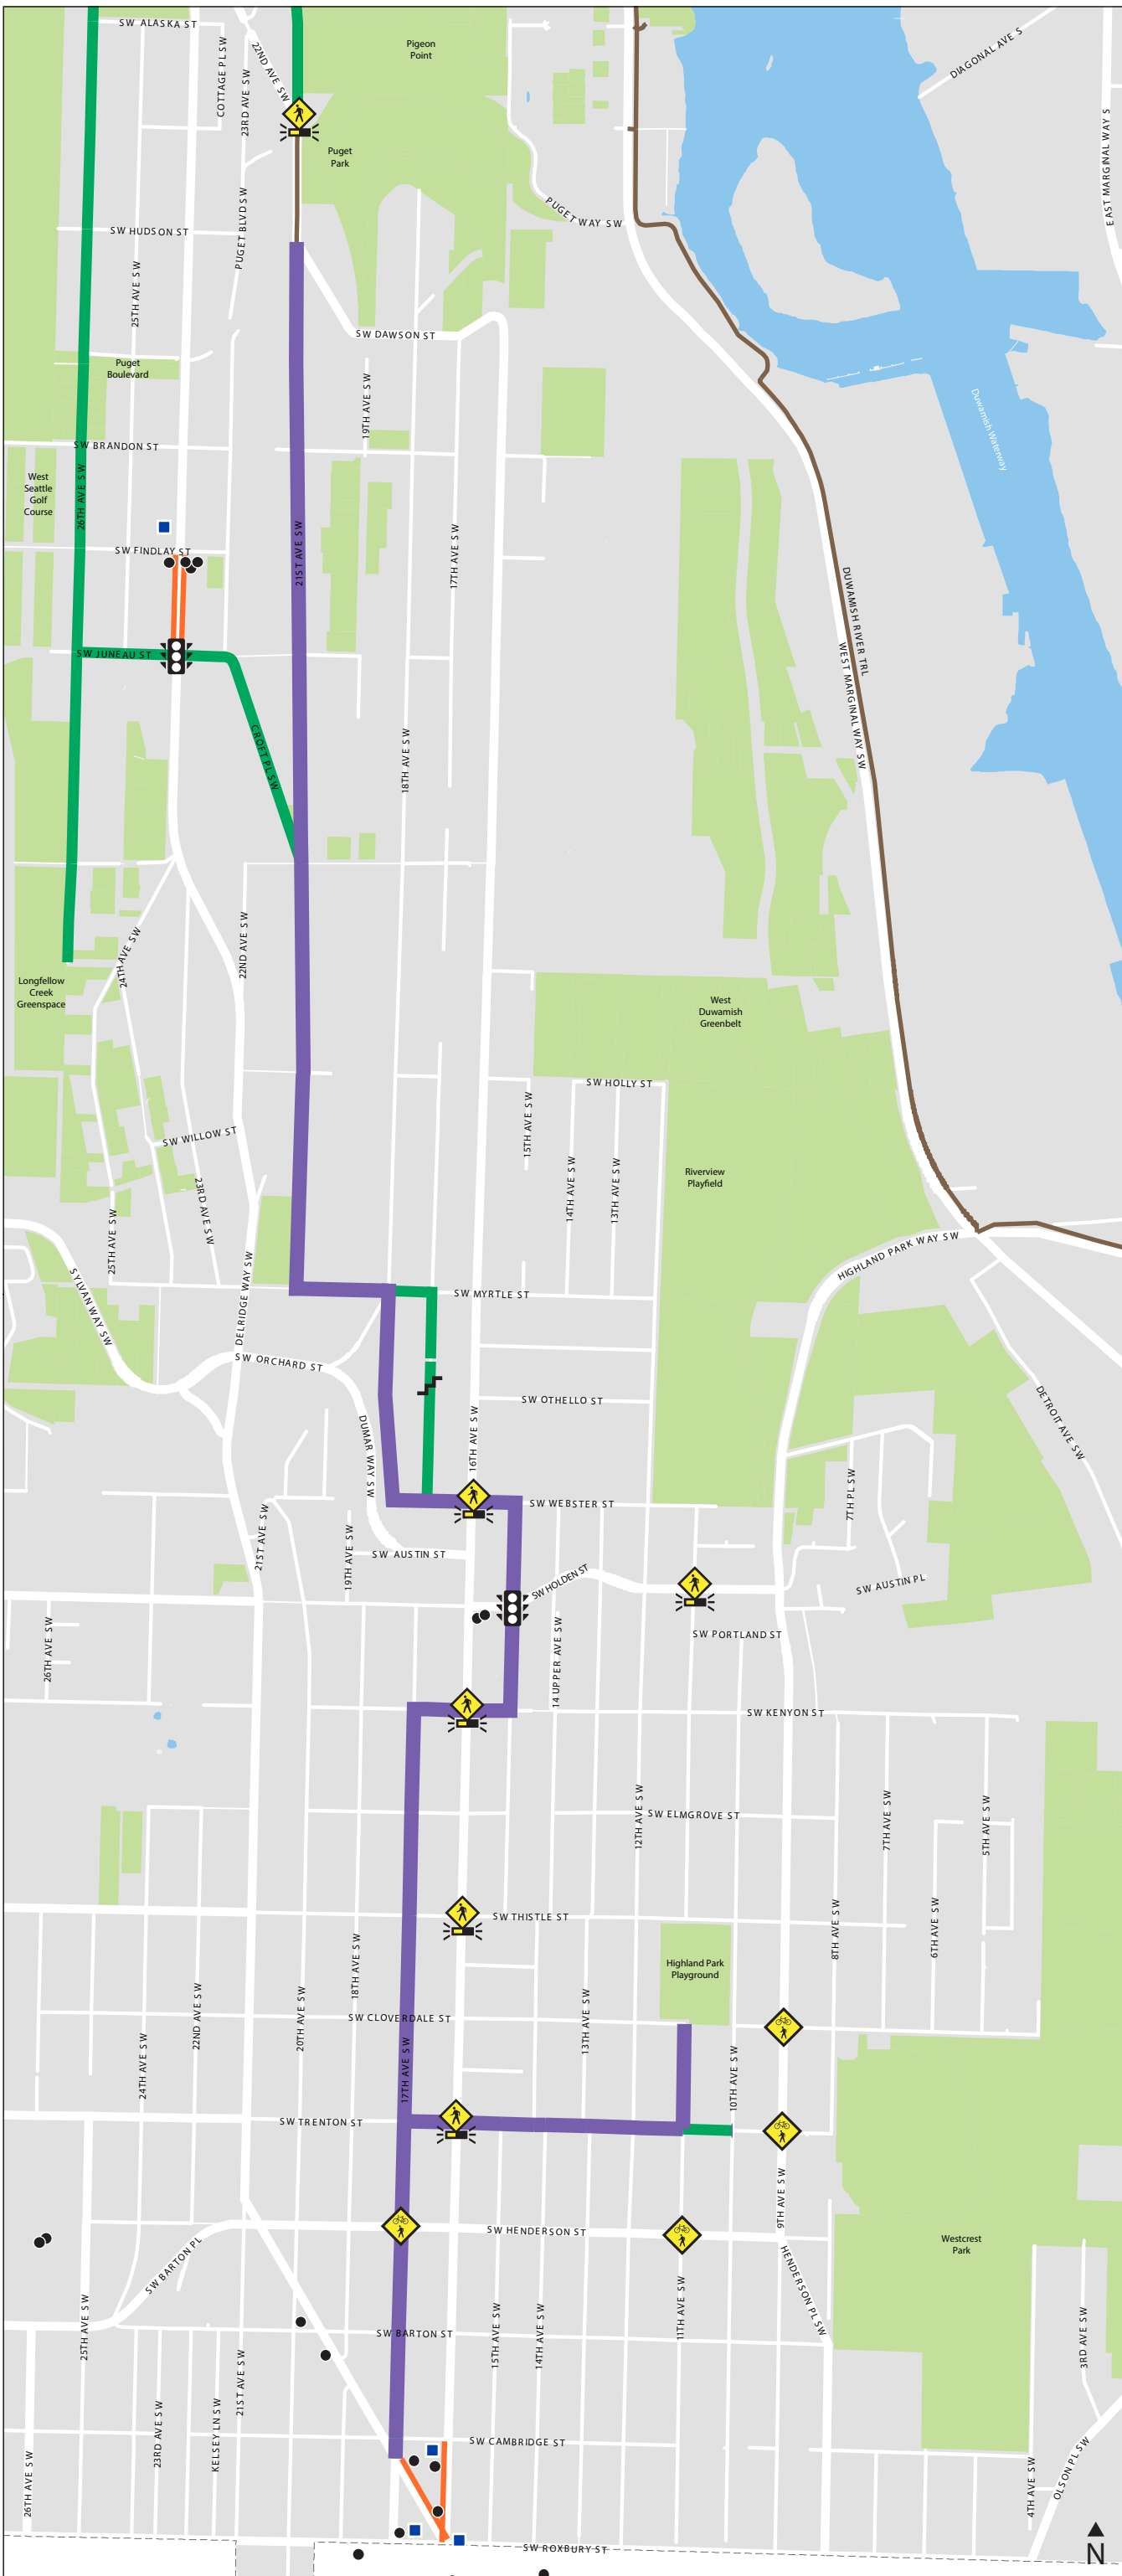 SW ALASKA ST
COTTAGE PL SW
23RD AVE SW
22ND AVE SW
Pigeon
Point
DIAGONAL AVE S
EAST MARGINAL WAY S
Puget
Park
PUGET BLVD SW
PUGET WAY SW
SW HUDSON ST
25TH AVE SW
SW DAWSON ST
Puget
Boulevard
19TH AVE SW
Duwamish Waterway
SW BRANDON ST
West
Seattle
Golf
Course
26TH AVE SW
SW FINDLAY ST
21ST AVE SW
17TH AVE SW
DUWAMISH RIVER TRL
WEST MARGINAL WAY SW
SW JUNEAU ST
CROFT PL SW
18TH AVE SW
24TH AVE SW
22ND AVE SW
Longfellow
Creek
Greenspace
West
Duwamish
Greenbelt
SW HOLLY ST
15TH AVE SW
SW WILLOW ST
14TH AVE SW
13TH AVE SW
Riverview
Playfield
23RD AVE SW
25TH AVE SW
HIGHLAND PARK WAY SW
SYLVAN WAY SW
DELRIDGE WAY SW
SW MYRTLE ST
SW ORCHARD ST
SW OTHELLO ST
DETROIT AVE SW
DUMAR WAY SW
16TH AVE SW
7TH PL SW
SW WEBSTER ST
21ST AVE SW
19TH AVE SW
SW AUSTIN ST
SW HOLDEN ST
SW AUSTIN PL
26TH AVE SW
14 UPPER AVE SW
SW PORTLAND ST
SW KENYON ST
12TH AVE SW
SW ELMGROVE ST
7TH AVE SW
5TH AVE SW
SW THISTLE ST
8TH AVE SW
6TH AVE SW
18TH AVE SW
Highland Park
Playground
22ND AVE SW
20TH AVE SW
SW CLOVERDALE ST
13TH AVE SW
24TH AVE SW
17TH AVE SW
10TH AVE SW
SW TRENTON ST
9TH AVE SW
SW HENDERSON ST
Westcrest
Park
SW BARTON PL
HENDERSON PL SW
25TH AVE SW
11TH AVE SW
SW BARTON ST
15TH AVE SW
14TH AVE SW
3RD AVE SW
21ST AVE SW
23RD AVE SW
KELSEY LN SW
SW CAMBRIDGE ST
26TH AVE SW
4TH AVE SW
OLSON PL SW
SW ROXBURY ST
N